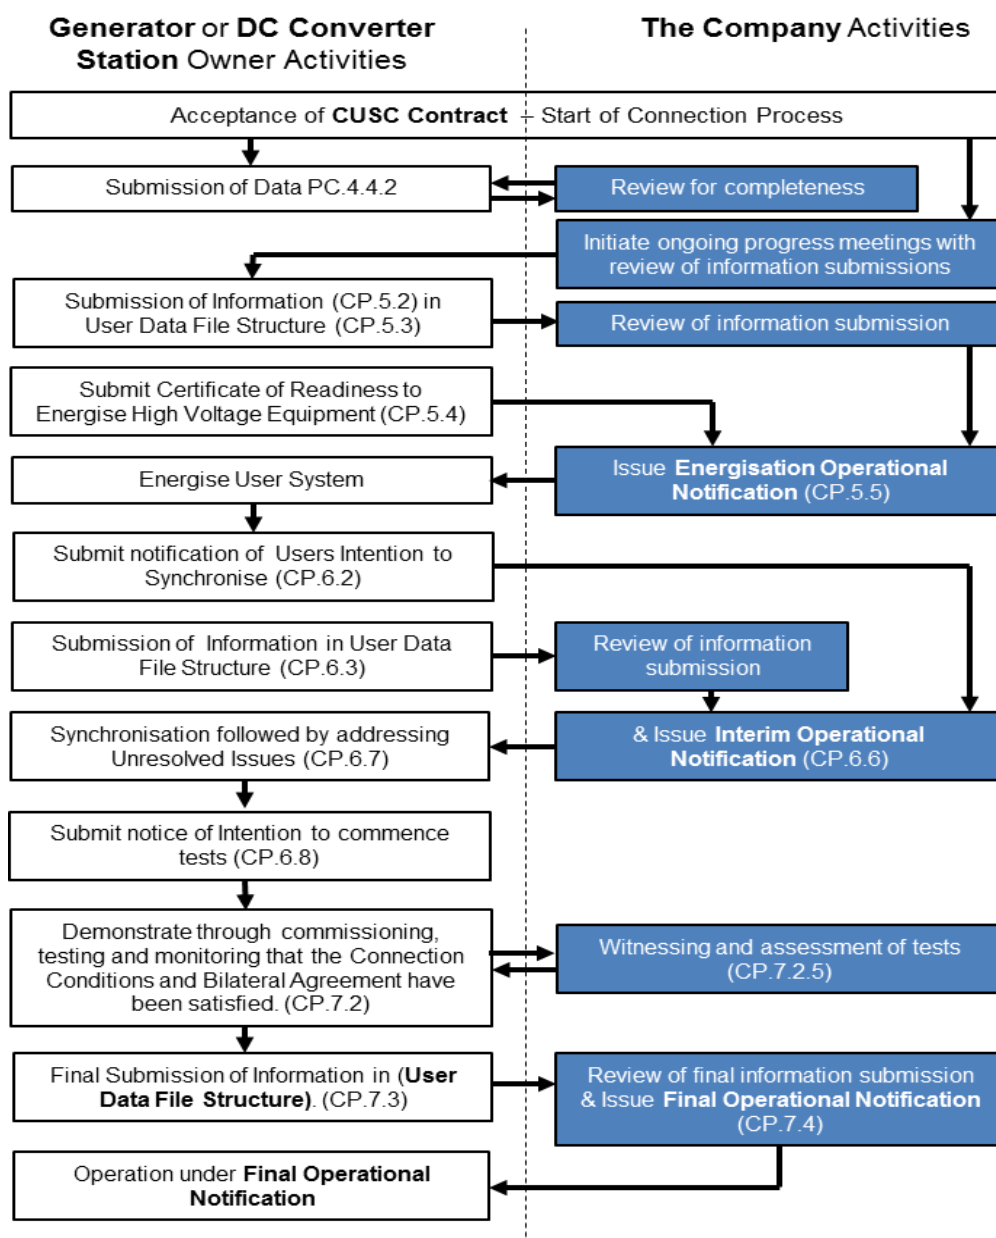 Generator or DC Converter
Station Owner Activities
The Company Activities
Acceptance of CUSC Contract – Start of Connection Process
Submission of Data PC.4.4.2
Review for completeness
Initiate ongoing progress meetings with
review of information submissions
Submission of Information (CP.5.2) in
User Data File Structure (CP.5.3)
Review of information submission
Submit Certificate of Readiness to
Energise High Voltage Equipment (CP.5.4)
Energise User System
Issue Energisation Operational
Notification (CP.5.5)
Submit notification of Users Intention to
Synchronise (CP.6.2)
Submission of Information in User Data
File Structure (CP.6.3)
Review of information
submission
Synchronisation followed by addressing
Unresolved Issues (CP.6.7)
& Issue Interim Operational
Notification (CP.6.6)
Submit notice of Intention to commence
tests (CP.6.8)
Demonstrate through commissioning,
testing and monitoring that the Connection
Conditions and Bilateral Agreement have
been satisfied. (CP.7.2)
Witnessing and assessment of tests
(CP.7.2.5)
Final Submission of Information in (User
Data File Structure). (CP.7.3)
Review of final information submission
& Issue Final Operational Notification
(CP.7.4)
Operation under Final Operational
Notification